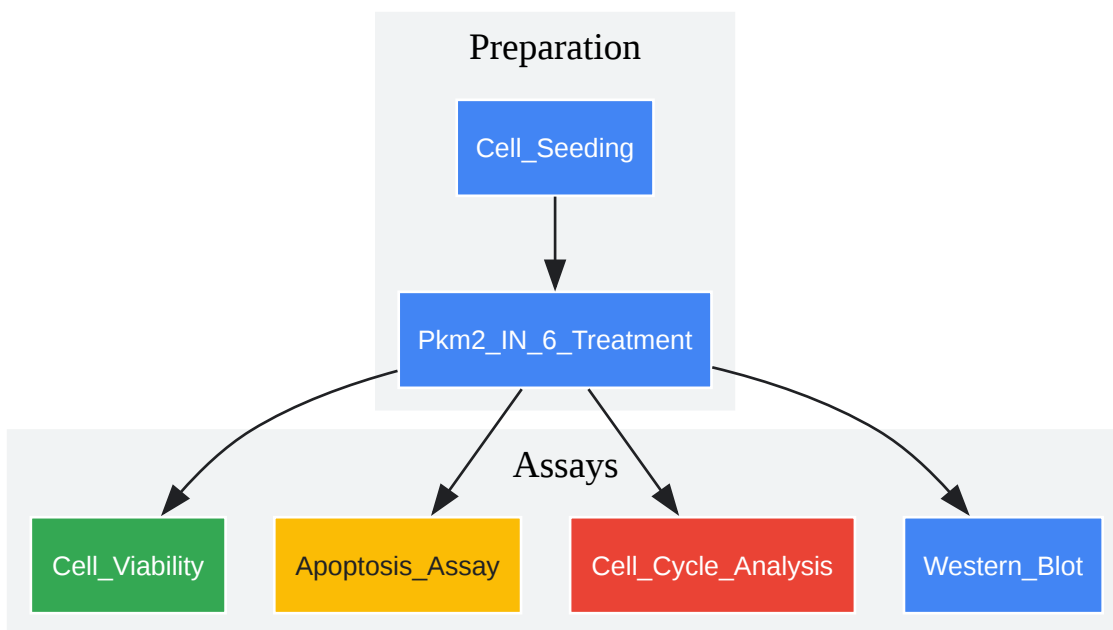 Preparation
Cell_Seeding
Pkm2_IN_6_Treatment
Assays
Cell_Viability
Apoptosis_Assay
Cell_Cycle_Analysis
Western_Blot